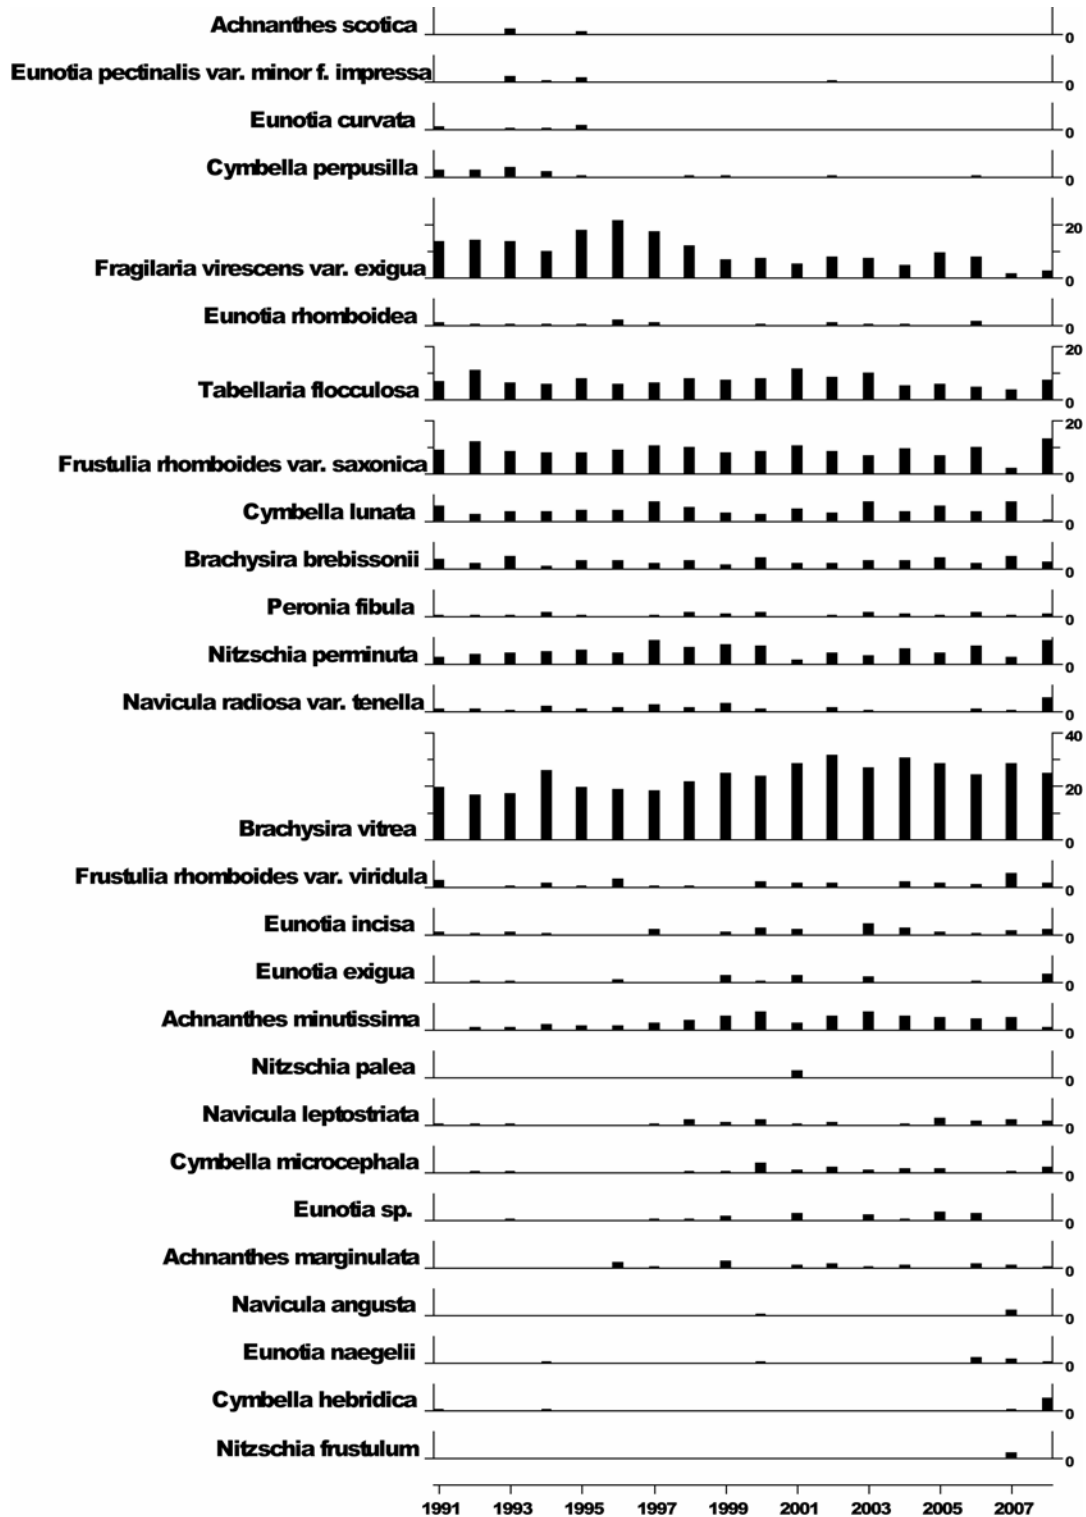 Achnanthes scotica 0
Eunotia pectinalis var. minor f. impressa 0
Eunotia curvata 0
Cymbella perpusilla 0
20
Fragilaria virescens var. exigua 0
Eunotia rhomboidea 0
20
Tabellaria flocculosa 0
20
Frustulia rhomboides var. saxonica 0
Cymbella lunata 0
Brachysira brebissonii 0
Peronia fibula 0
Nitzschia perminuta 0
Navicula radiosa var. tenella 0
40
20
Brachysira vitrea 0
Frustulia rhomboides var. viridula 0
Eunotia incisa 0
Eunotia exigua 0
Achnanthes minutissima 0
Nitzschia palea 0
Navicula leptostriata 0
Cymbella microcephala 0
Eunotia sp. 0
Achnanthes marginulata 0
Navicula angusta 0
Eunotia naegelii 0
Cymbella hebridica 0
Nitzschia frustulum 0
1991 1993 1995 1997 1999 2001 2003 2005 2007